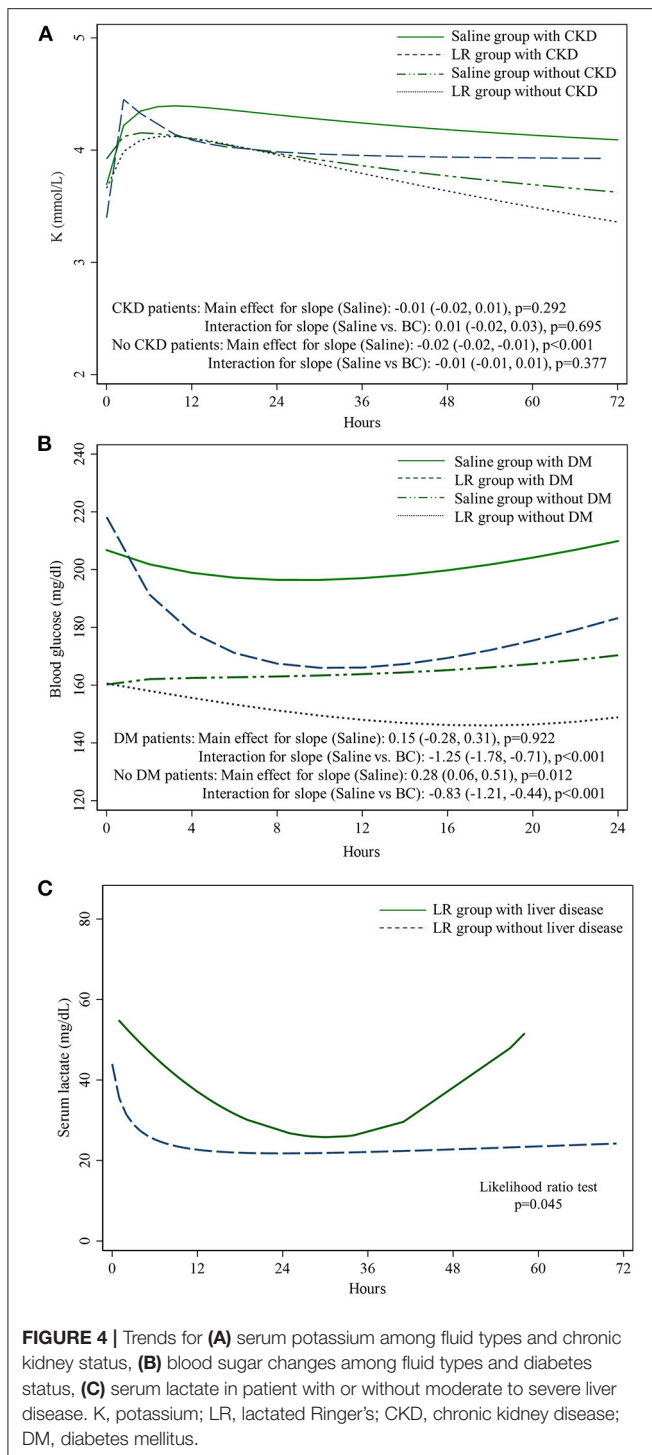 A
Saline group with CKD
LR group with CKD
Saline group without CKD
LR group without CKD
K (mmol/L)
5
4
3
2
CKD patients: Main effect for slope (Saline): -0.01 (-0.02, 0.01), p=0.292
Interaction for slope (Saline vs. BC): 0.01 (-0.02, 0.03), p=0.695
No CKD patients: Main effect for slope (Saline): -0.02 (-0.02, -0.01), p<0.001
Interaction for slope (Saline vs BC): -0.01 (-0.01, 0.01), p=0.377
0 12 24 36 48 60 72
Hours
B
Saline group with DM
LR group with DM
Saline group without DM
LR group without DM
Blood glucose (mg/dl)
240
220
200
180
160
140
120
DM patients: Main effect for slope (Saline): 0.15 (-0.28, 0.31), p=0.922
Interaction for slope (Saline vs. BC): -1.25 (-1.78, -0.71), p<0.001
No DM patients: Main effect for slope (Saline): 0.28 (0.06, 0.51), p=0.012
Interaction for slope (Saline vs BC): -0.83 (-1.21, -0.44), p<0.001
0 4 8 12 16 20 24
Hours
C
LR group with liver disease
LR group without liver disease
Serum lactate (mg/dL)
80
60
40
20
0
Likelihood ratio test
p=0.045
0 12 24 36 48 60 72
Hours
FIGURE 4 | Trends for (A) serum potassium among fluid types and chronic
kidney status, (B) blood sugar changes among fluid types and diabetes
status, (C) serum lactate in patient with or without moderate to severe liver
disease. K, potassium; LR, lactated Ringer's; CKD, chronic kidney disease;
DM, diabetes mellitus.